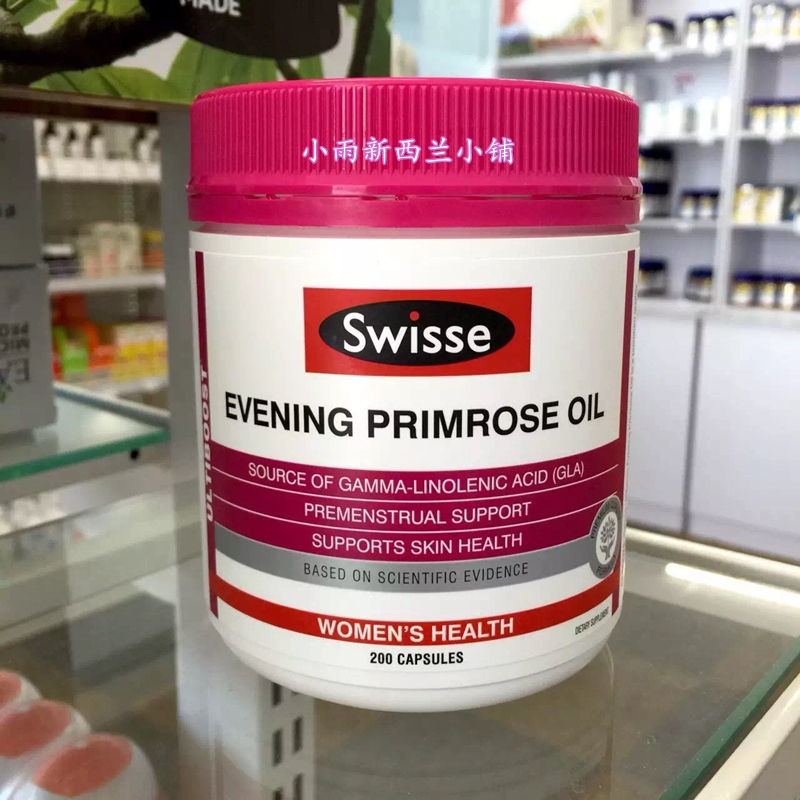 MADE
小雨新西兰小铺
Swisse
EVENING PRIMROSE OIL
ULTIBOOST
SOURCE OF GAMMA-LINOLENIC ACID (GLA)
PREMENSTRUAL SUPPORT
SUPPORTS SKIN HEALTH
BASED ON SCIENTIFIC EVIDENCE
WOMEN'S HEALTH
DIETARY SUPPLEMENT
200 CAPSULES